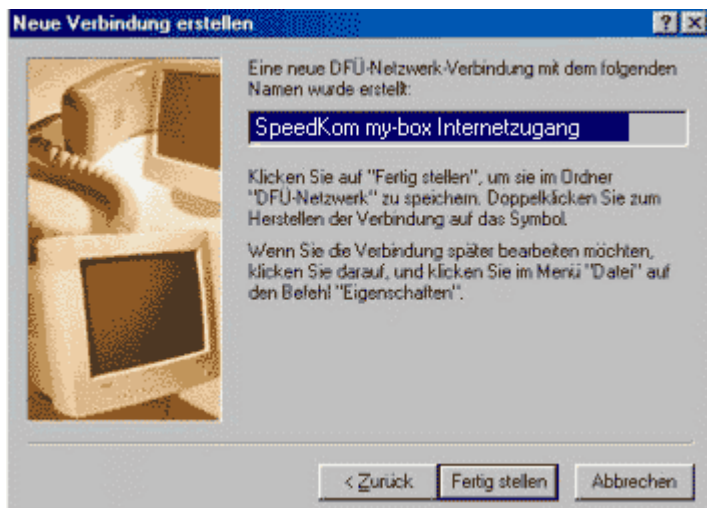 Neue Verbindung erstellen
Eine neue DFÜ-Netzwerk-Verbindung mit dem folgenden
Namen wurde erstellt:
SpeedKom my-box Internetzugang
Klicken Sie auf "Fertig stellen", um sie im Ordner
"DFÜ-Netzwerk" zu speichern. Doppelklicken Sie zum
Herstellen der Verbindung auf das Symbol.
Wenn Sie die Verbindung später bearbeiten möchten,
klicken Sie darauf, und klicken Sie im Menü "Datei" auf
den Befehl "Eigenschaften".
< Zurück Fertig stellen Abbrechen